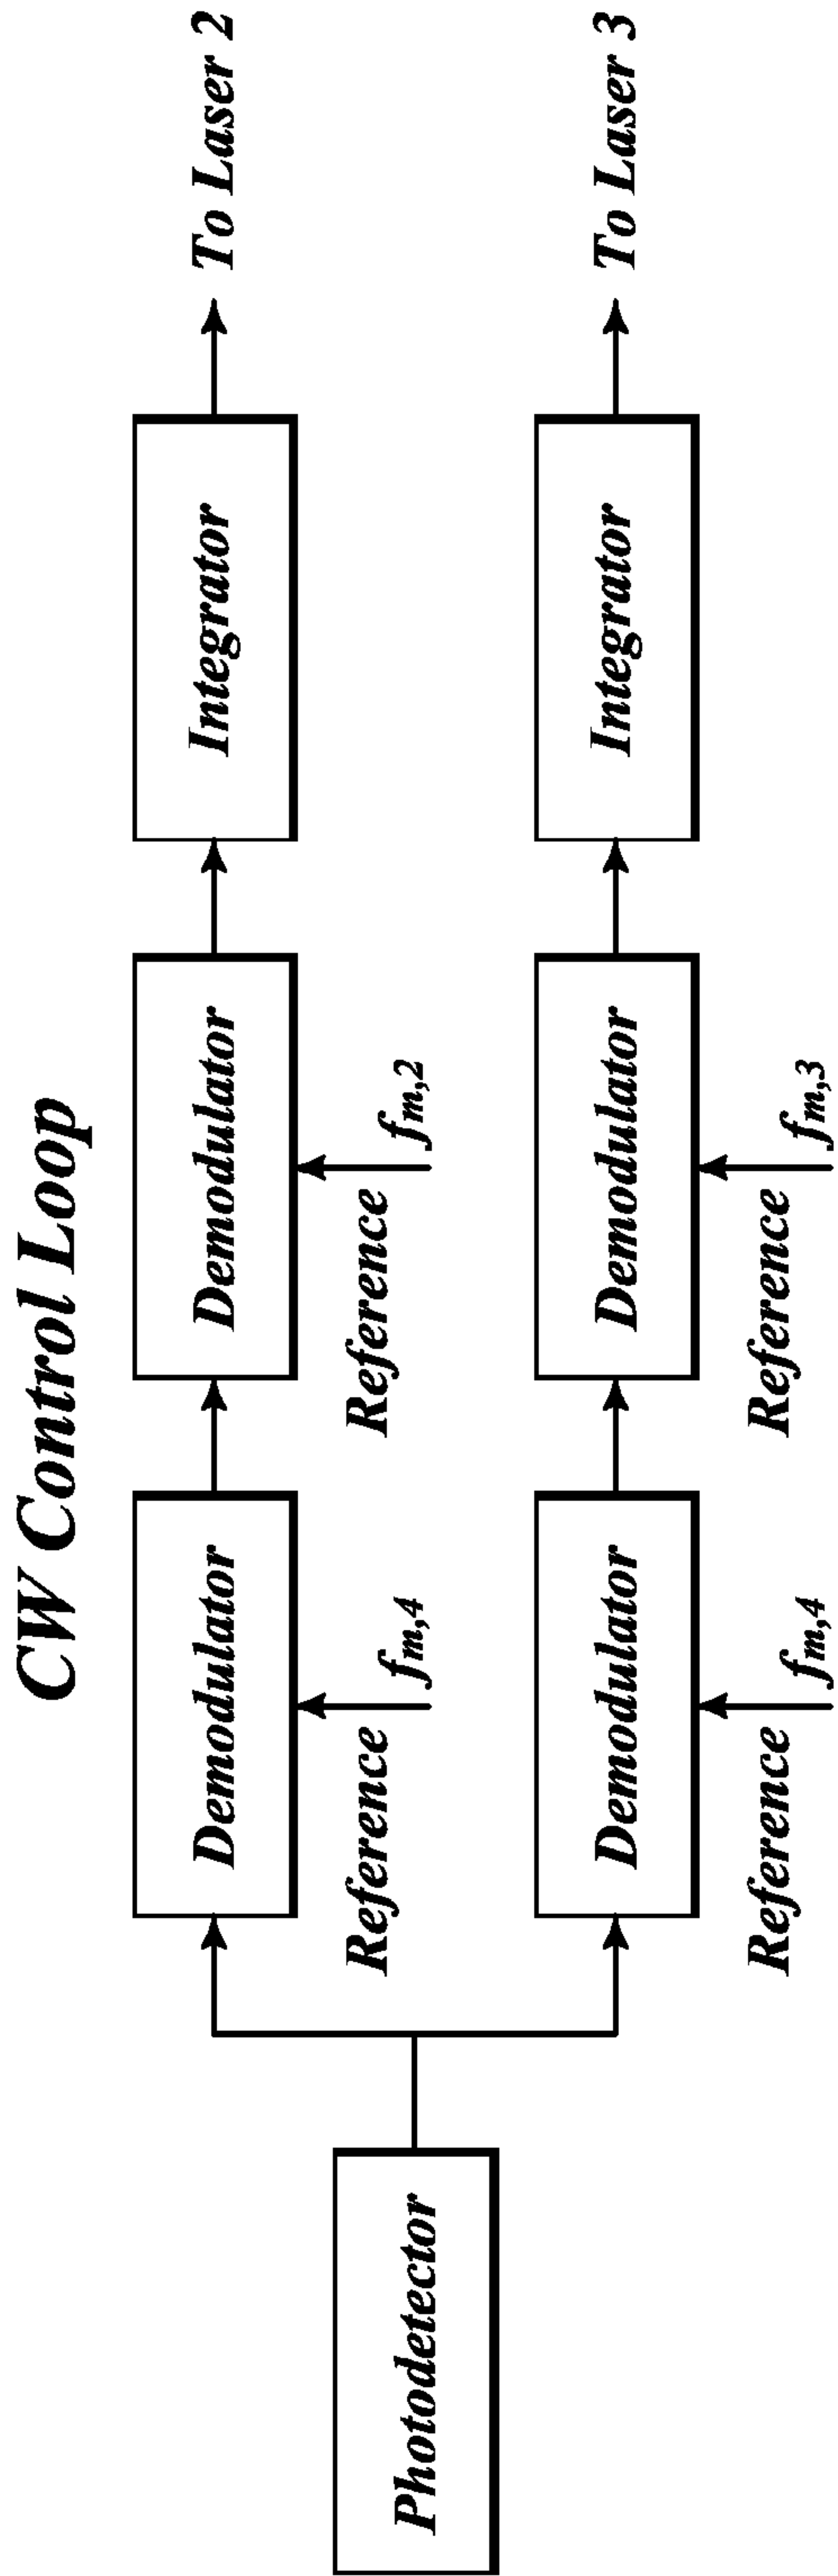 CW Control Loop
Photodetector
Demodulator
Reference
fm,4
Demodulator
Reference
fm,2
Integrator
To Laser 2
Demodulator
Reference
fm,4
Demodulator
Reference
fm,3
Integrator
To Laser 3